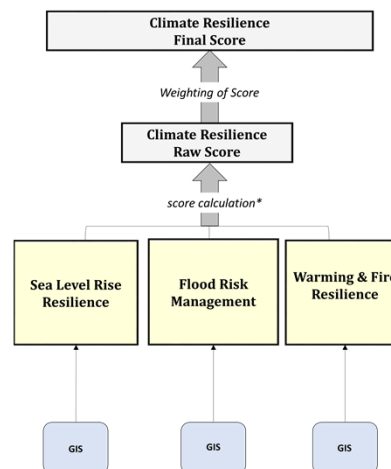 Climate Resilience
Final Score
Weighting of Score
Climate Resilience
Raw Score
score calculation*
Sea Level Rise
Resilience
Flood Risk
Management
Warming & Fire
Resilience
GIS
GIS
GIS